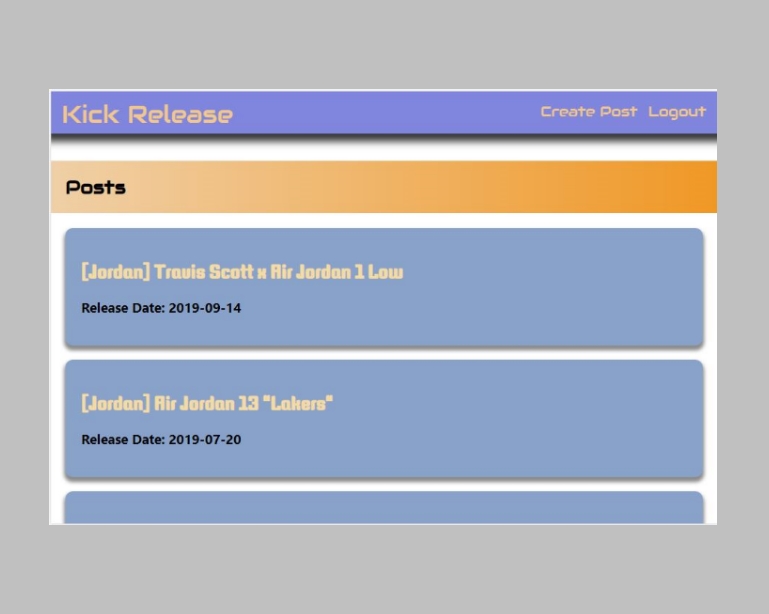 Kick Release
Create Post Logout
Posts
[Jordan] Travis Scott x Air Jordan 1 Low
Release Date: 2019-09-14
[Jordan] Air Jordan 13 "Lakers"
Release Date: 2019-07-20